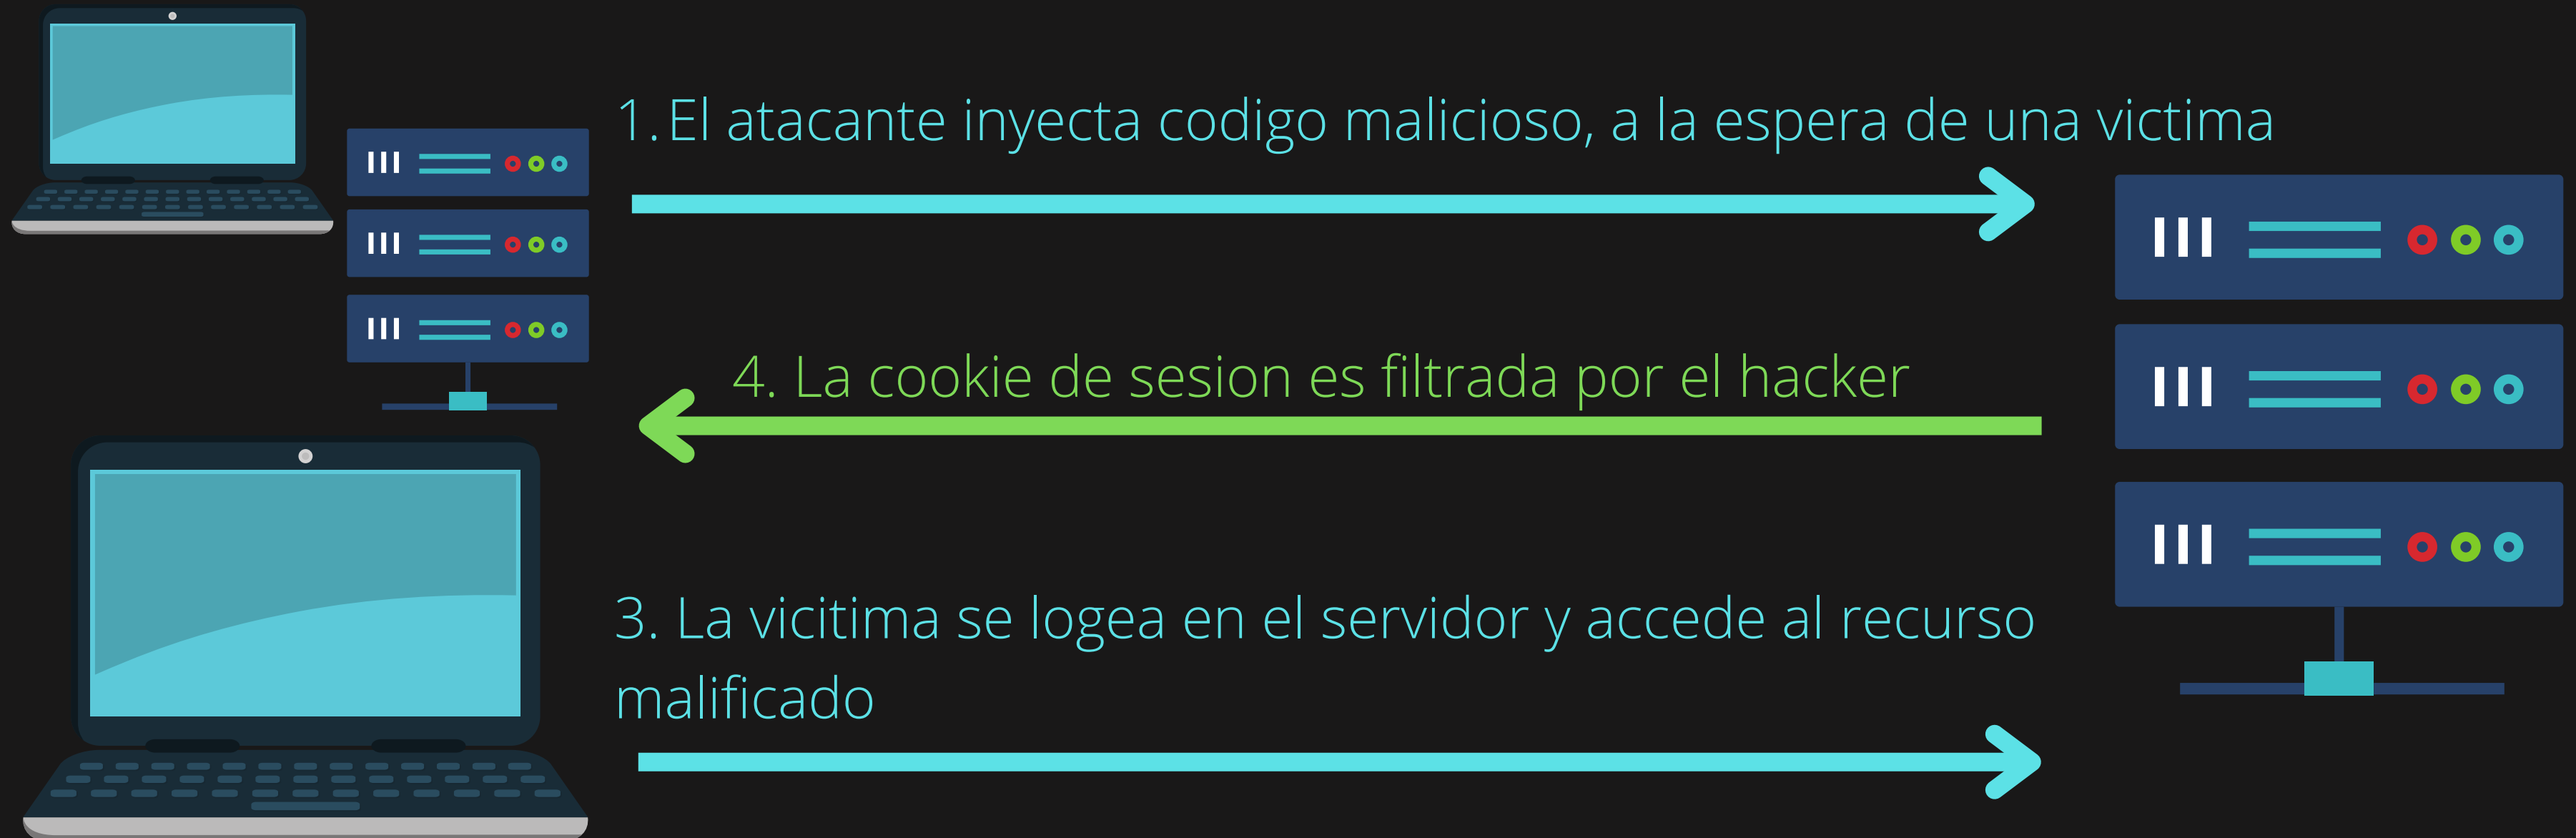 1. El atacante inyecta codigo malicioso, a la espera de una victima
4. La cookie de sesion es filtrada por el hacker
3. La vicitima se logea en el servidor y accede al recurso
malificado